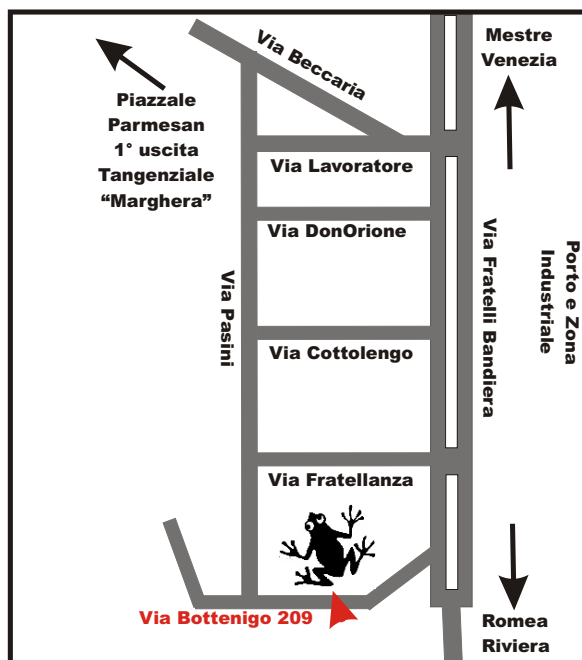 Via Beccaria
Mestre
Venezia
Piazzale
Parmesan
1° uscita
Tangenziale
“Marghera”
Via Lavoratore
Via DonOrione
Via Pasini
Via Fratelli Bandiera
Porto e Zona
Industriale
Via Cottolengo
Via Fratellanza
Via Bottenigo 209
Romea
Riviera